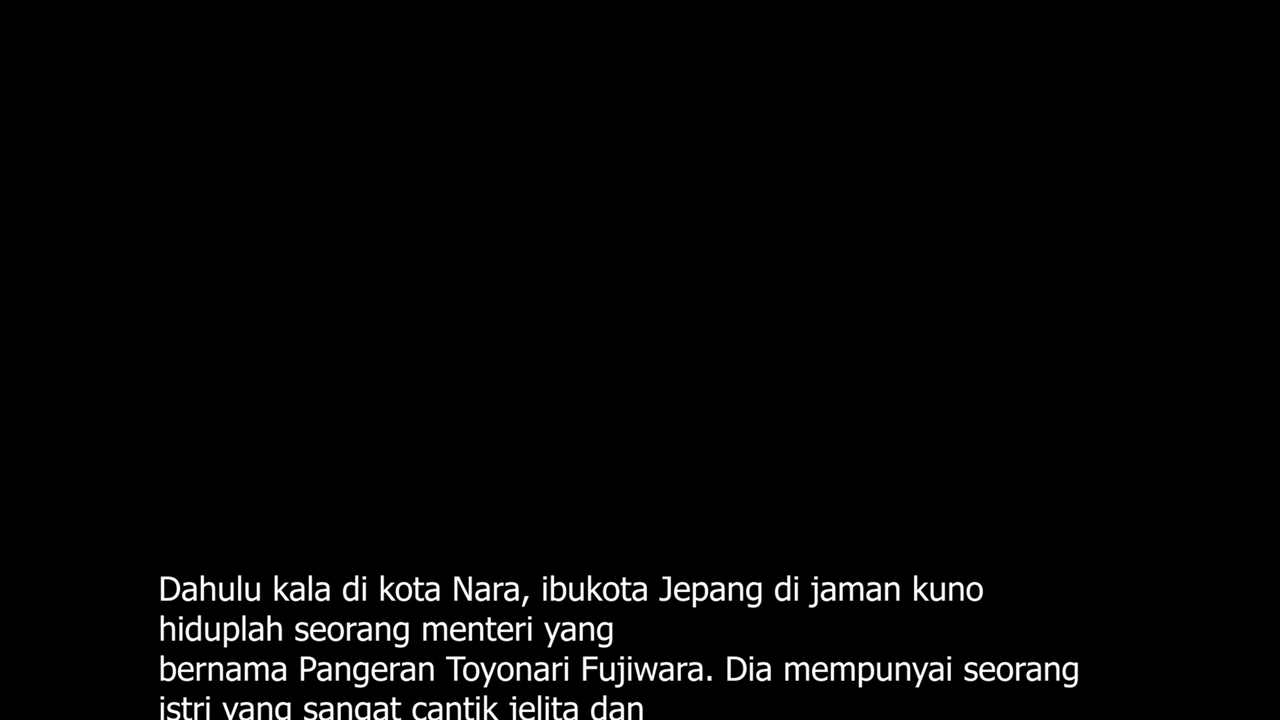 Dahulu kala di kota Nara, ibukota Jepang di jaman kuno
hiduplah seorang menteri yang
bernama Pangeran Toyonari Fujiwara. Dia mempunyai seorang
istri yang sangat cantik jelita dan